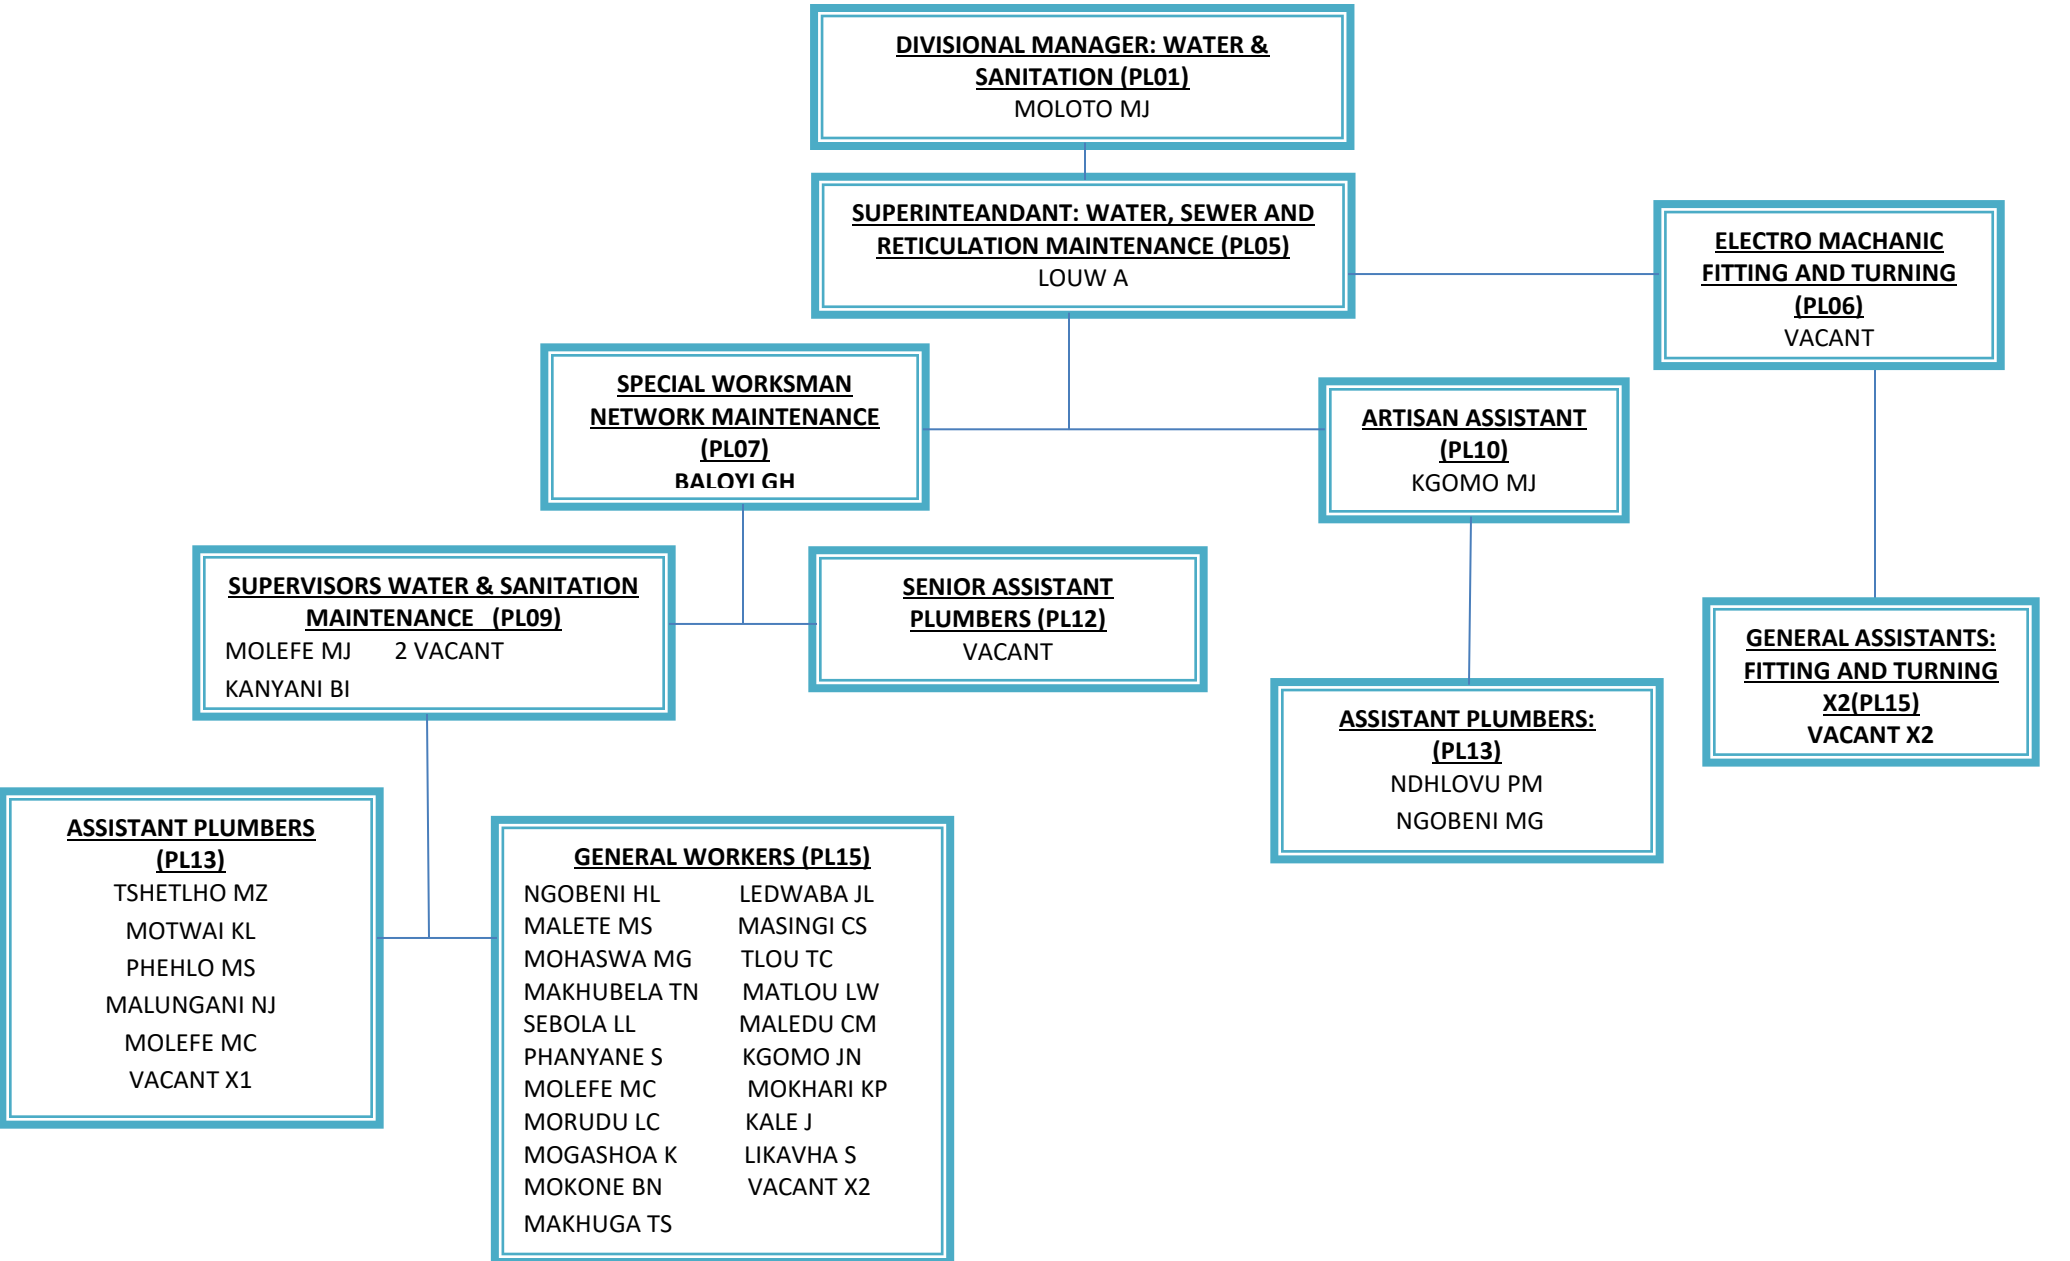 DIVISIONAL MANAGER: WATER &
SANITATION (PL01)
MOLOTO MJ
SUPERINTEANDANT: WATER, SEWER AND
RETICULATION MAINTENANCE (PL05)
LOUW A
ELECTRO MACHANIC
FITTING AND TURNING
(PL06)
VACANT
SPECIAL WORKSMAN
NETWORK MAINTENANCE
(PL07)
BALOYI GH
ARTISAN ASSISTANT
(PL10)
KGOMO MJ
SUPERVISORS WATER & SANITATION
MAINTENANCE (PL09)
MOLEFE MJ 2 VACANT
KANYANI BI
SENIOR ASSISTANT
PLUMBERS (PL12)
VACANT
GENERAL ASSISTANTS:
FITTING AND TURNING
X2(PL15)
VACANT X2
ASSISTANT PLUMBERS:
(PL13)
NDHLOVU PM
NGOBENI MG
ASSISTANT PLUMBERS
(PL13)
TSHETLHO MZ
MOTWAI KL
PHEHLO MS
MALUNGANI NJ
MOLEFE MC
VACANT X1
GENERAL WORKERS (PL15)
NGOBENI HL LEDWABA JL
MALETE MS MASINGI CS
MOHASWA MG TLOU TC
MAKHUBELA TN MATLOU LW
SEBOLA LL MALEDU CM
PHANYANE S KGOMO JN
MOLEFE MC MOKHARI KP
MORUDU LC KALE J
MOGASHOA K LIKAVHA S
MOKONE BN VACANT X2
MAKHUGA TS